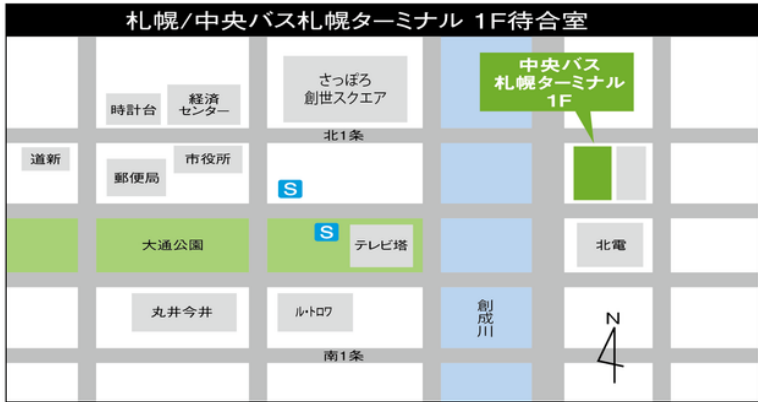 札幌/中央バス札幌ターミナル 1F待合室
さっぽろ
創世スクエア
中央バス
札幌ターミナル
1F
時計台
経済
センター
北1条
道新
郵便局
市役所
S
S
大通公園
テレビ塔
北電
丸井今井
ル・トロワ
創成川
N
南1条